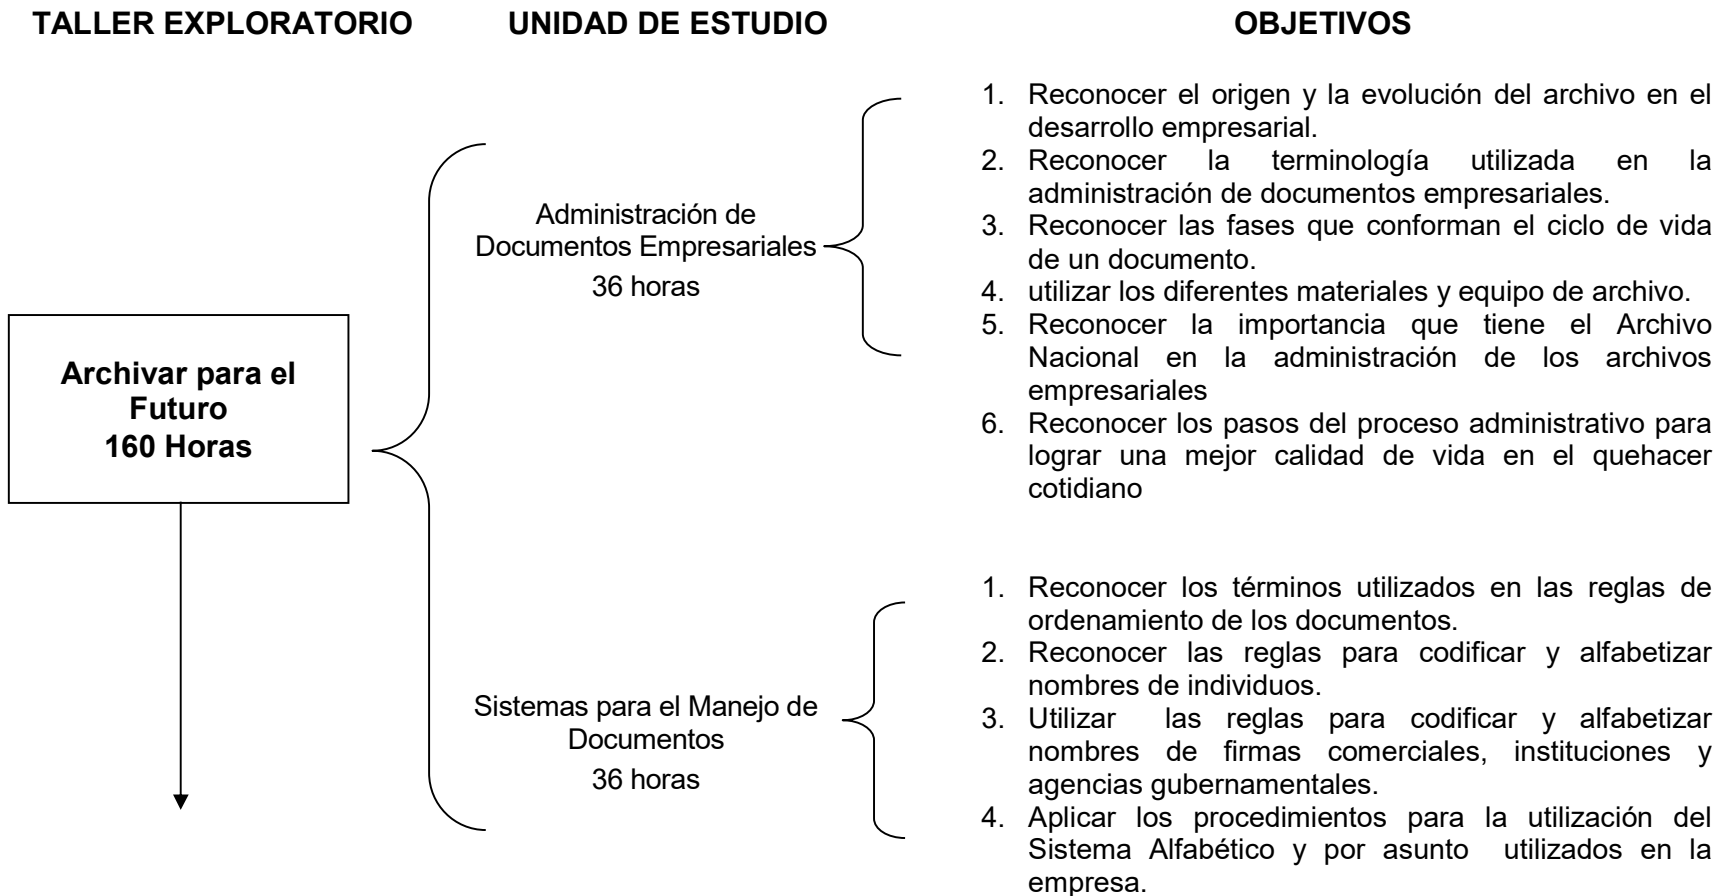 TALLER EXPLORATORIO UNIDAD DE ESTUDIO OBJETIVOS
Archivar para el
Futuro
160 Horas
Administración de
Documentos Empresariales
36 horas
1. Reconocer el origen y la evolución del archivo en el
desarrollo empresarial.
2. Reconocer la terminología utilizada en la
administración de documentos empresariales.
3. Reconocer las fases que conforman el ciclo de vida
de un documento.
4. utilizar los diferentes materiales y equipo de archivo.
5. Reconocer la importancia que tiene el Archivo
Nacional en la administración de los archivos
empresariales
6. Reconocer los pasos del proceso administrativo para
lograr una mejor calidad de vida en el quehacer
cotidiano
Sistemas para el Manejo de
Documentos
36 horas
1. Reconocer los términos utilizados en las reglas de
ordenamiento de los documentos.
2. Reconocer las reglas para codificar y alfabetizar
nombres de individuos.
3. Utilizar las reglas para codificar y alfabetizar
nombres de firmas comerciales, instituciones y
agencias gubernamentales.
4. Aplicar los procedimientos para la utilización del
Sistema Alfabético y por asunto utilizados en la
empresa.